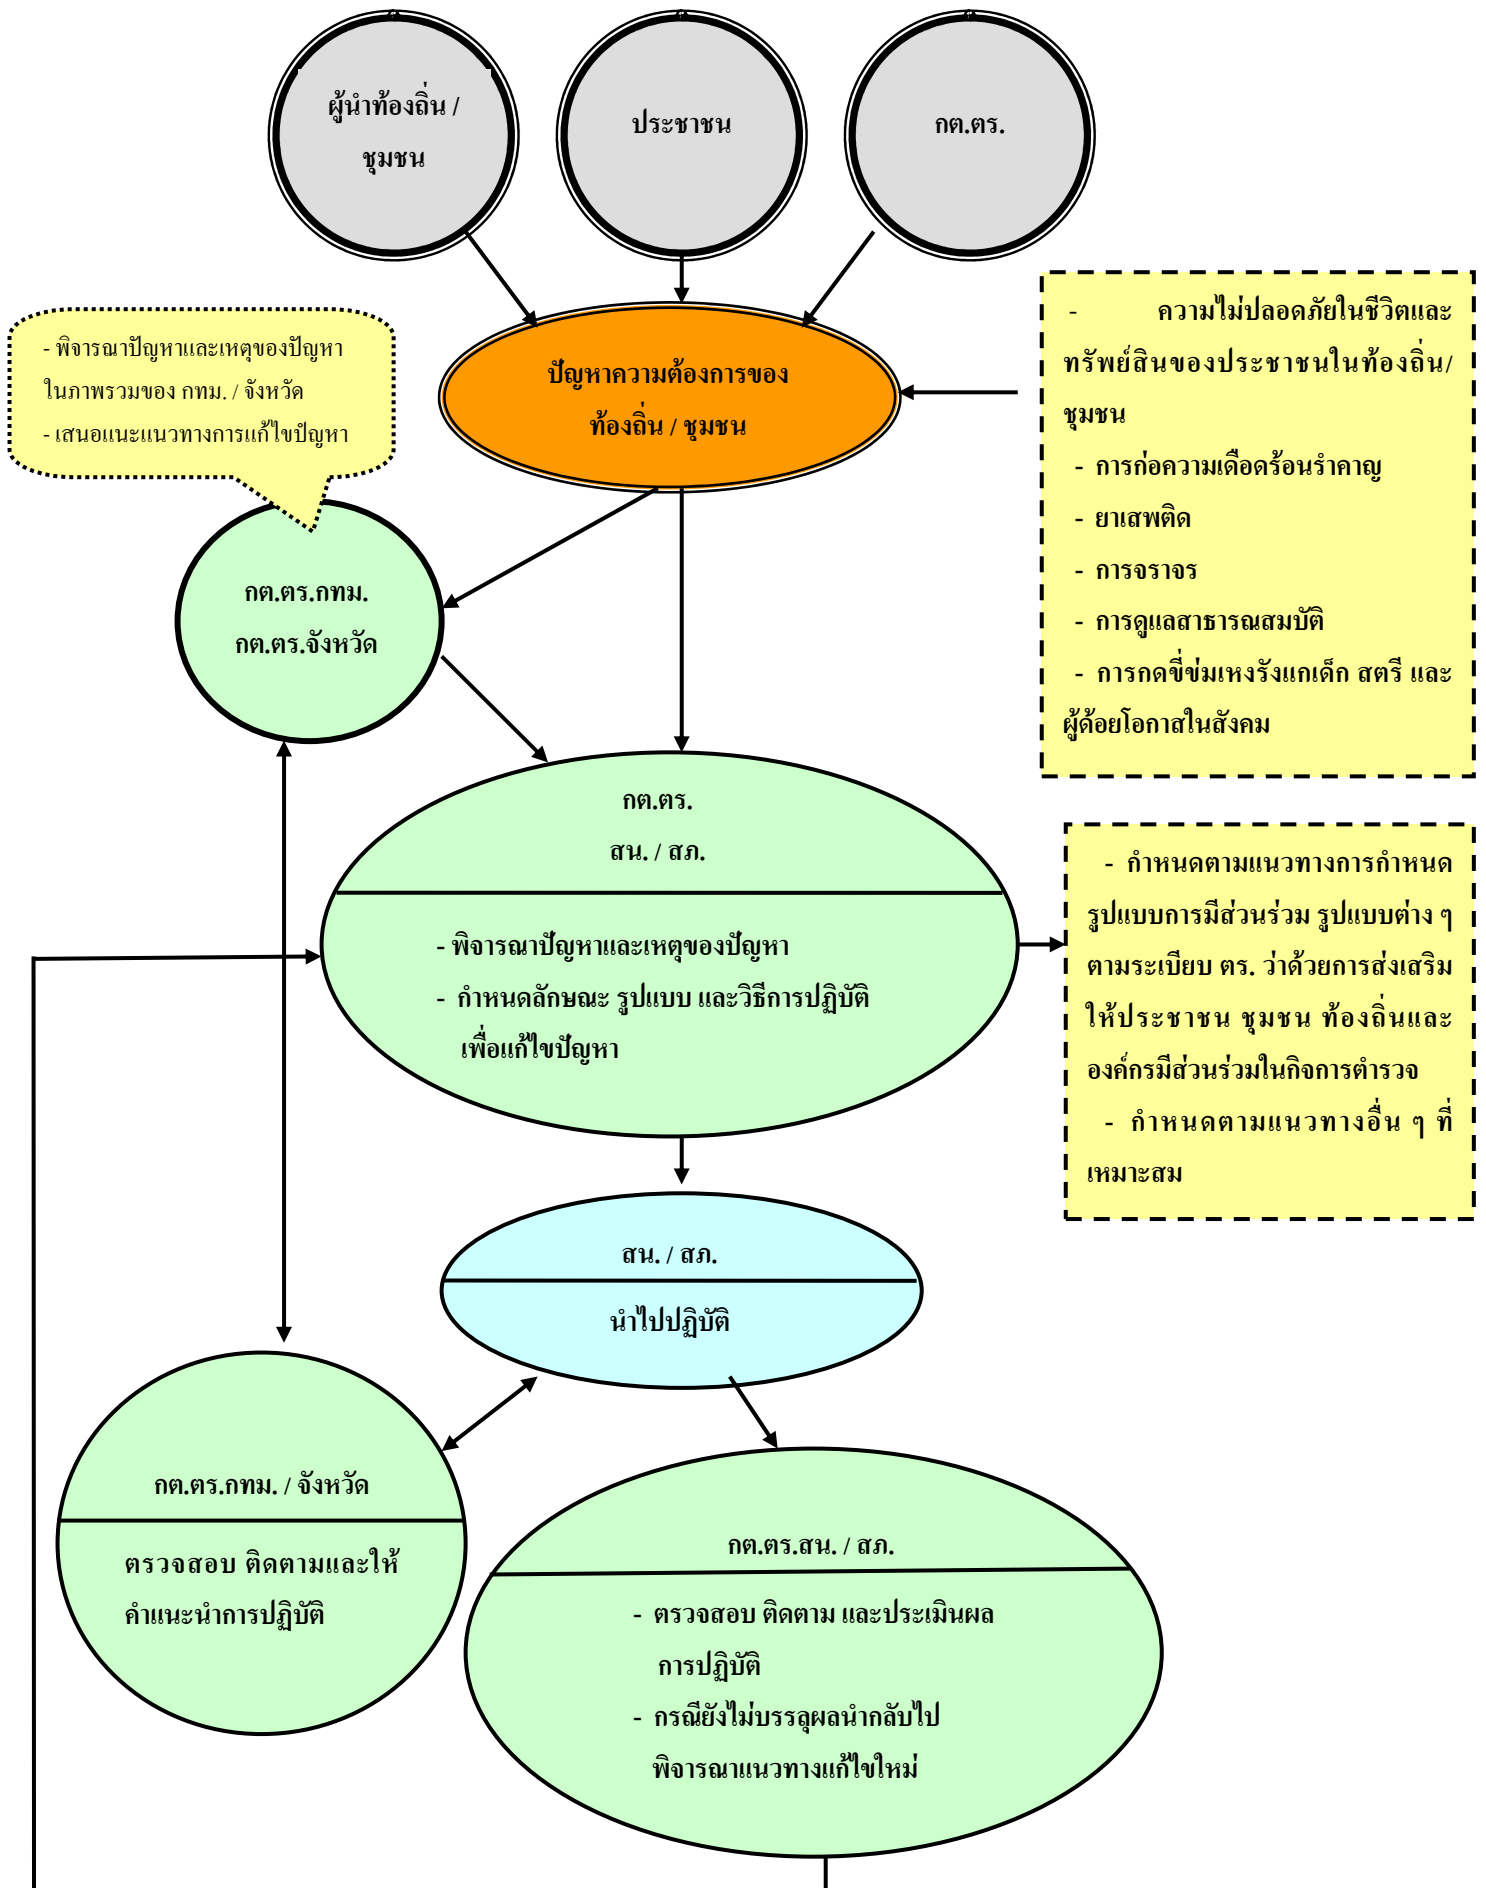 ผู้นำท้องถิ่น /
ชุมชน
ประชาชน
กต.ตร.
- พิจารณาปัญหาและเหตุของปัญหา
ในภาพรวมของ กทม. / จังหวัด
- เสนอแนะแนวทางการแก้ไขปัญหา
ปัญหาความต้องการของ
ท้องถิ่น / ชุมชน
- ความไม่ปลอดภัยในชีวิตและ
ทรัพย์สินของประชาชนในท้องถิ่น/
ชุมชน
- การก่อความเดือดร้อนรำคาญ
- ยาเสพติด
- การจราจร
- การดูแลสาธารณสมบัติ
- การกดขี่ข่มเหงรังแกเด็ก สตรี และ
ผู้ด้อยโอกาสในสังคม
กต.ตร.กทม.
กต.ตร.จังหวัด
กต.ตร.
สน. / สภ.
- พิจารณาปัญหาและเหตุของปัญหา
- กำหนดลักษณะ รูปแบบ และวิธีการปฏิบัติ
เพื่อแก้ไขปัญหา
- กำหนดตามแนวทางการกำหนด
รูปแบบการมีส่วนร่วม รูปแบบต่าง ๆ
ตามระเบียบ ตร. ว่าด้วยการส่งเสริม
ให้ประชาชน ชุมชน ท้องถิ่นและ
องค์กรมีส่วนร่วมในกิจการตำรวจ
- กำหนดตามแนวทางอื่น ๆ ที่
เหมาะสม
สน. / สภ.
นำไปปฏิบัติ
กต.ตร.กทม. / จังหวัด
ตรวจสอบ ติดตามและให้
คำแนะนำการปฏิบัติ
กต.ตร.สน. / สภ.
- ตรวจสอบ ติดตาม และประเมินผล
การปฏิบัติ
- กรณียังไม่บรรลุผลนำกลับไป
พิจารณาแนวทางแก้ไขใหม่